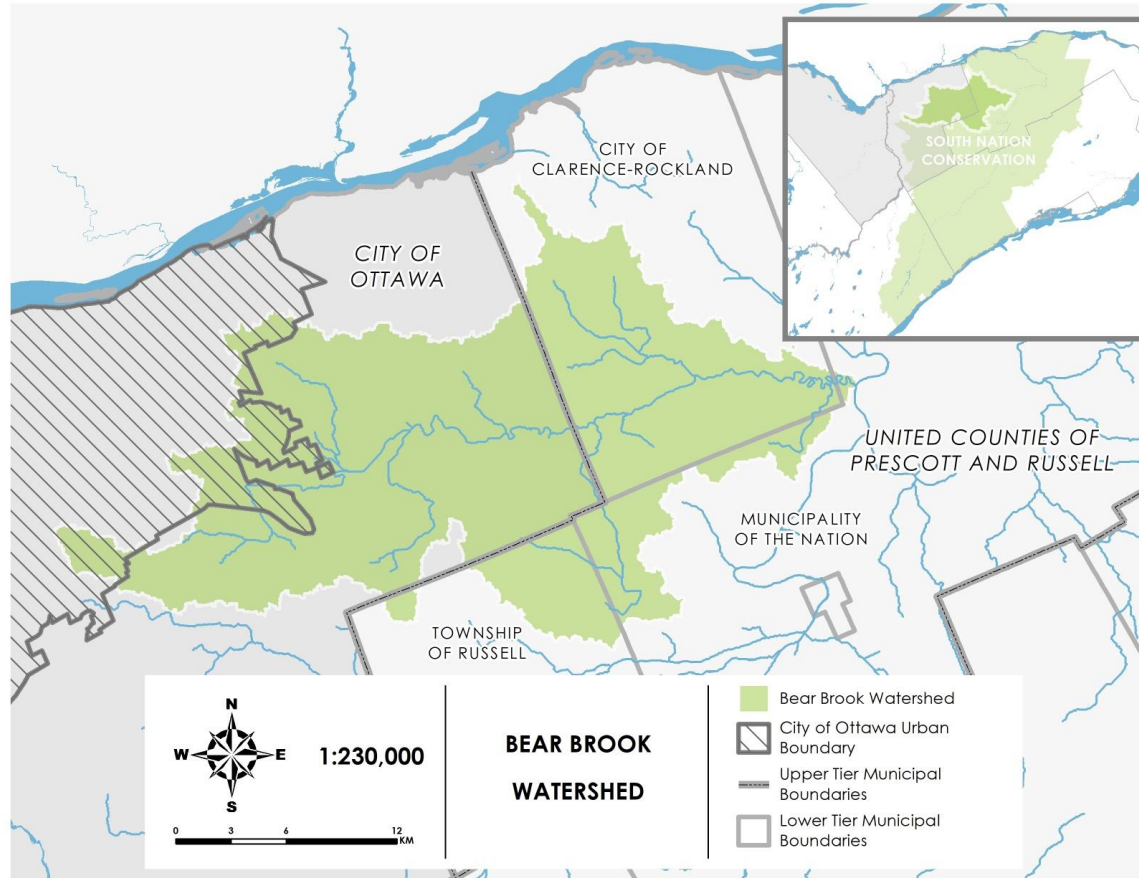 CITY OF
CLARENCE-ROCKLAND
SOUTH NATION
CONSERVATION
CITY OF
OTTAWA
UNITED COUNTIES OF
PRESCOTT AND RUSSELL
MUNICIPALITY
OF THE NATION
TOWNSHIP
OF RUSSELL
N
W
E
S
1:230,000
0 3 6 12
KM
BEAR BROOK
WATERSHED
Bear Brook Watershed
City of Ottawa Urban
Boundary
Upper Tier Municipal
Boundaries
Lower Tier Municipal
Boundaries